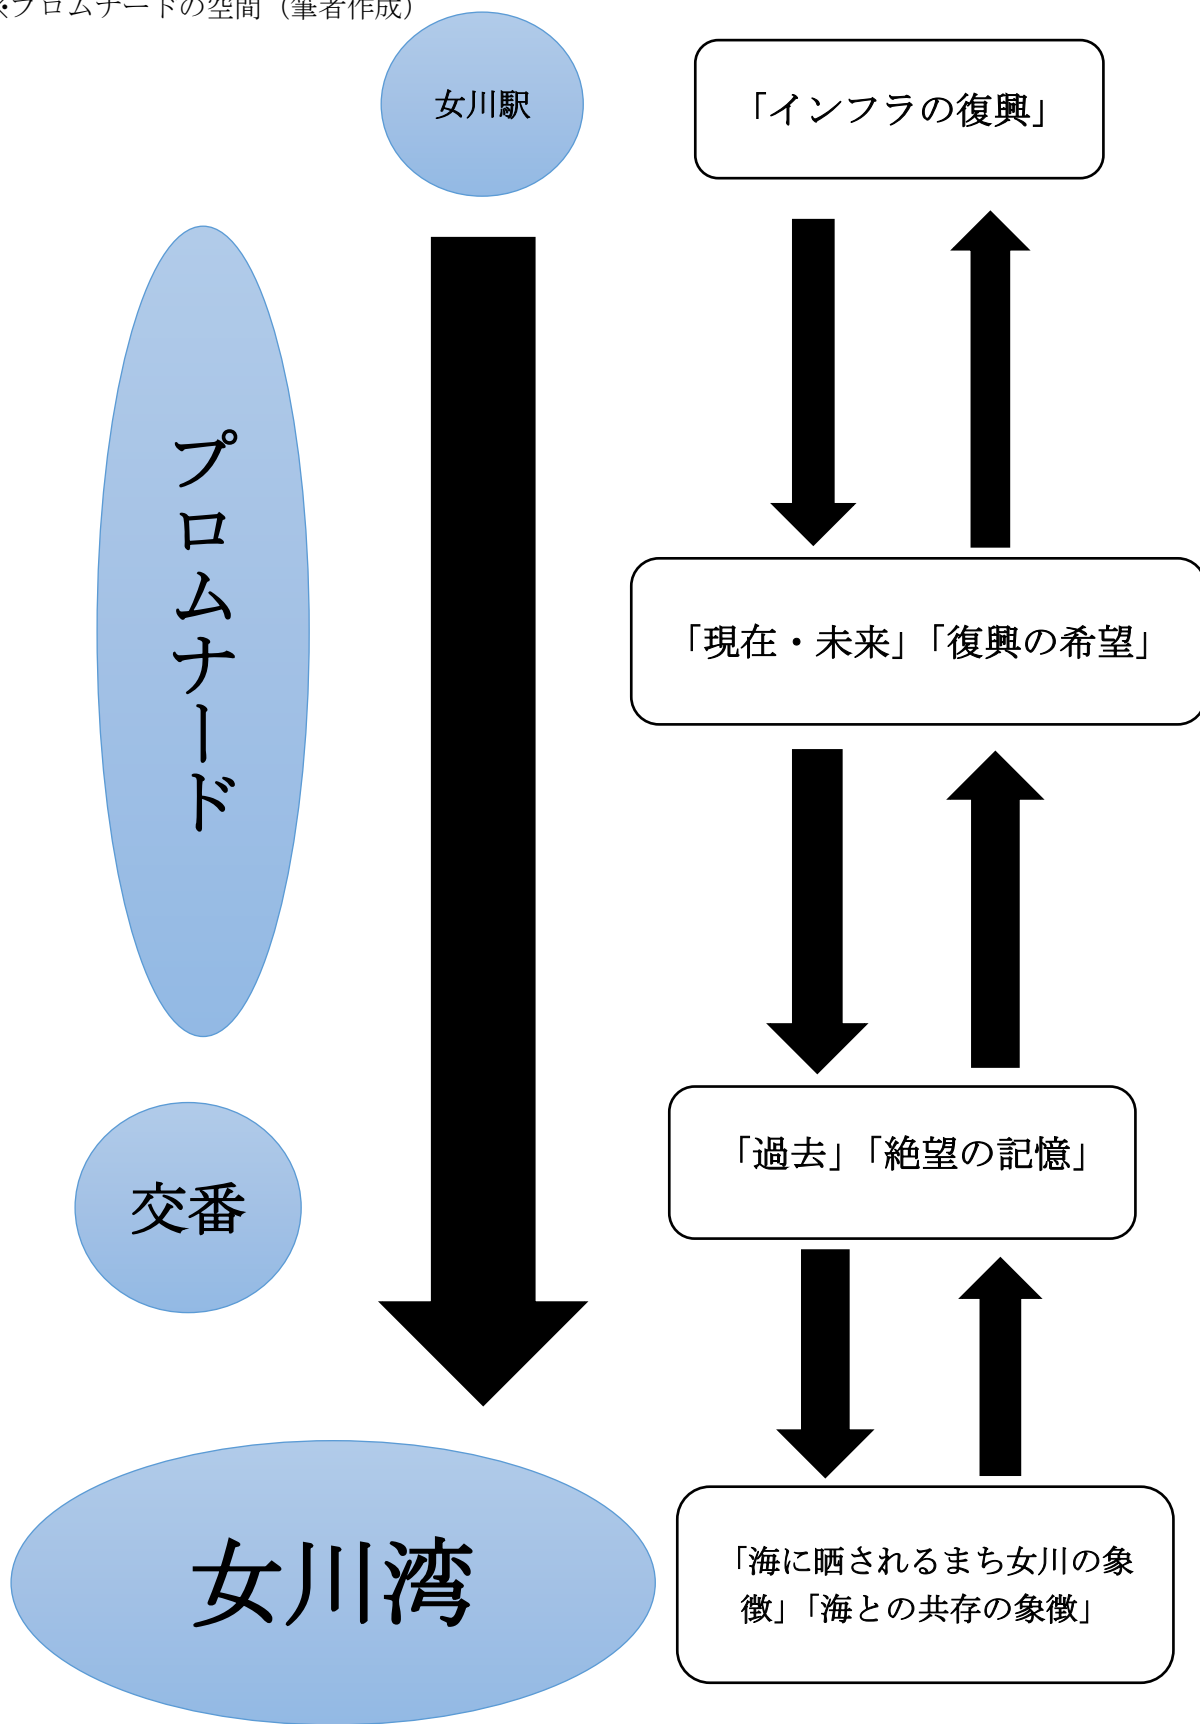 ※プロムナードの空間（筆者作成）
女川駅
「インフラの復興」
プロムナード
「現在・未来」「復興の希望」
交番
「過去」「絶望の記憶」
女川湾
「海に晒されるまち女川の象
徴」「海との共存の象徴」